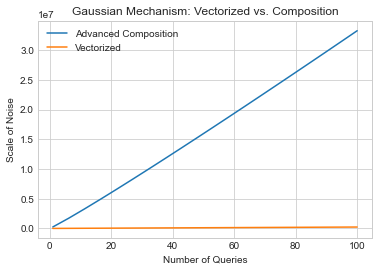 Gaussian Mechanism: Vectorized vs. Composition
1e7
Advanced Composition
Vectorized
3.0
2.5
2.0
1.5
1.0
0.5
0.0
Scale of Noise
0 20 40 60 80 100
Number of Queries